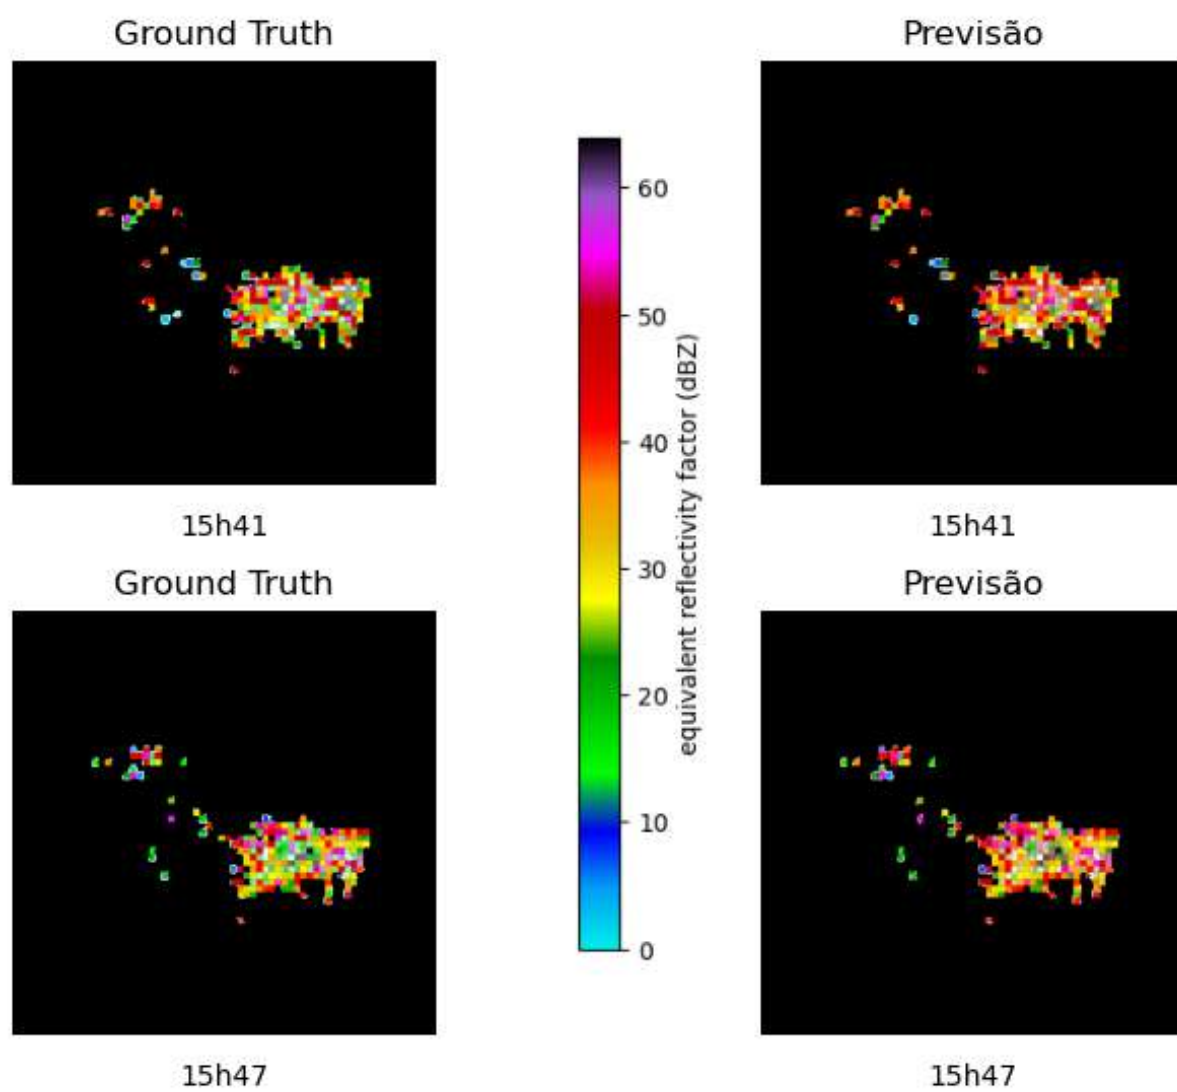 Ground Truth
Previsão
60
50
40
30
20
10
0
equivalent reflectivity factor (dBZ)
15h41
15h41
Ground Truth
Previsão
15h47
15h47